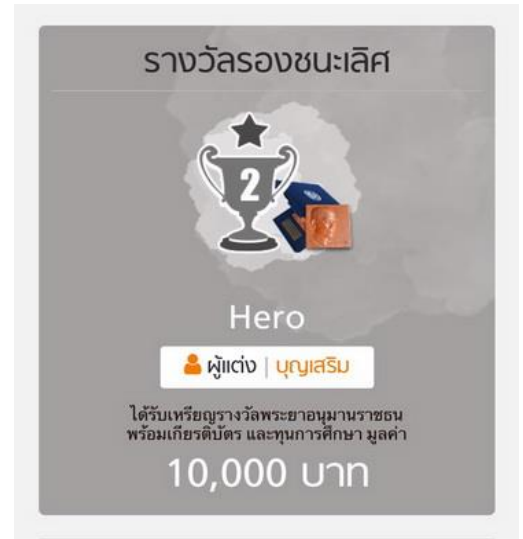 รางวัลรองชนะเลิศ
2
Hero
ผู้แต่ง | บุญเสริม
ได้รับเหรียญรางวัลพระยาอนุมานราชธน
พร้อมเกียรติบัตร และทุนการศึกษา มูลค่า
10,000 บาท